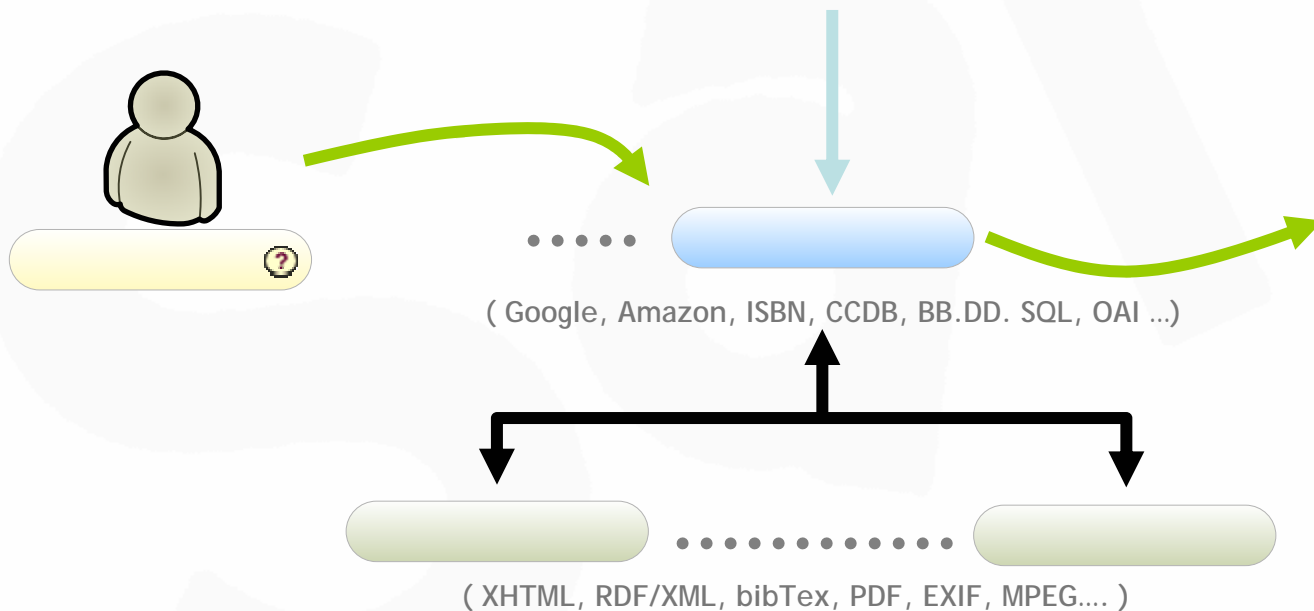 ?
( Google, Amazon, ISBN, CCDB, BB.DD. SQL, OAI ...)
( XHTML, RDF/XML, bibTex, PDF, EXIF, MPEG.... )